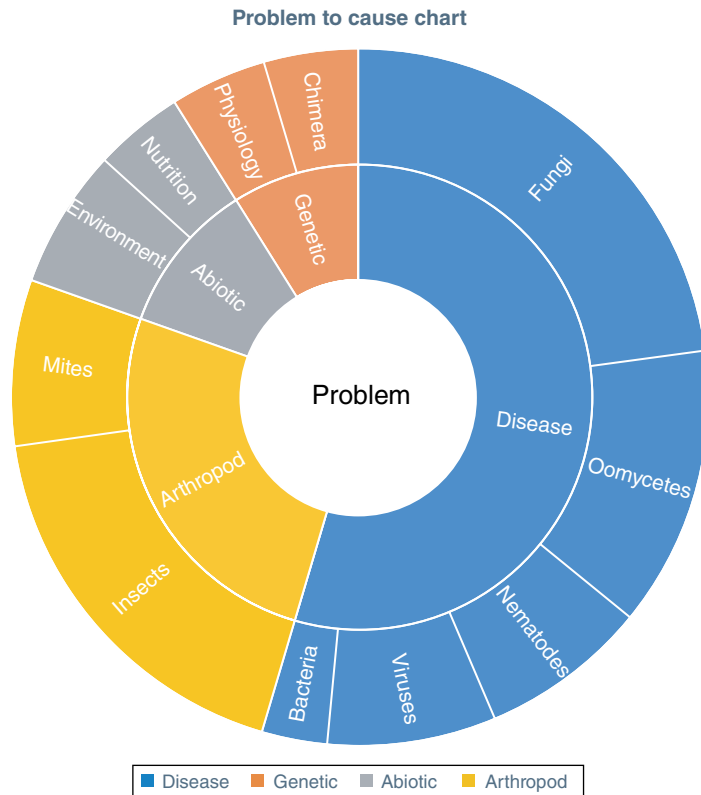 Problem to cause chart
Chimera
Physiology
Nutrition
Environment
Mites
Insects
Bacteria
Viruses
Nematodes
Oomycetes
Fungi
Genetic
Abiotic
Arthropod
Disease
Problem
Disease Genetic Abiotic Arthropod